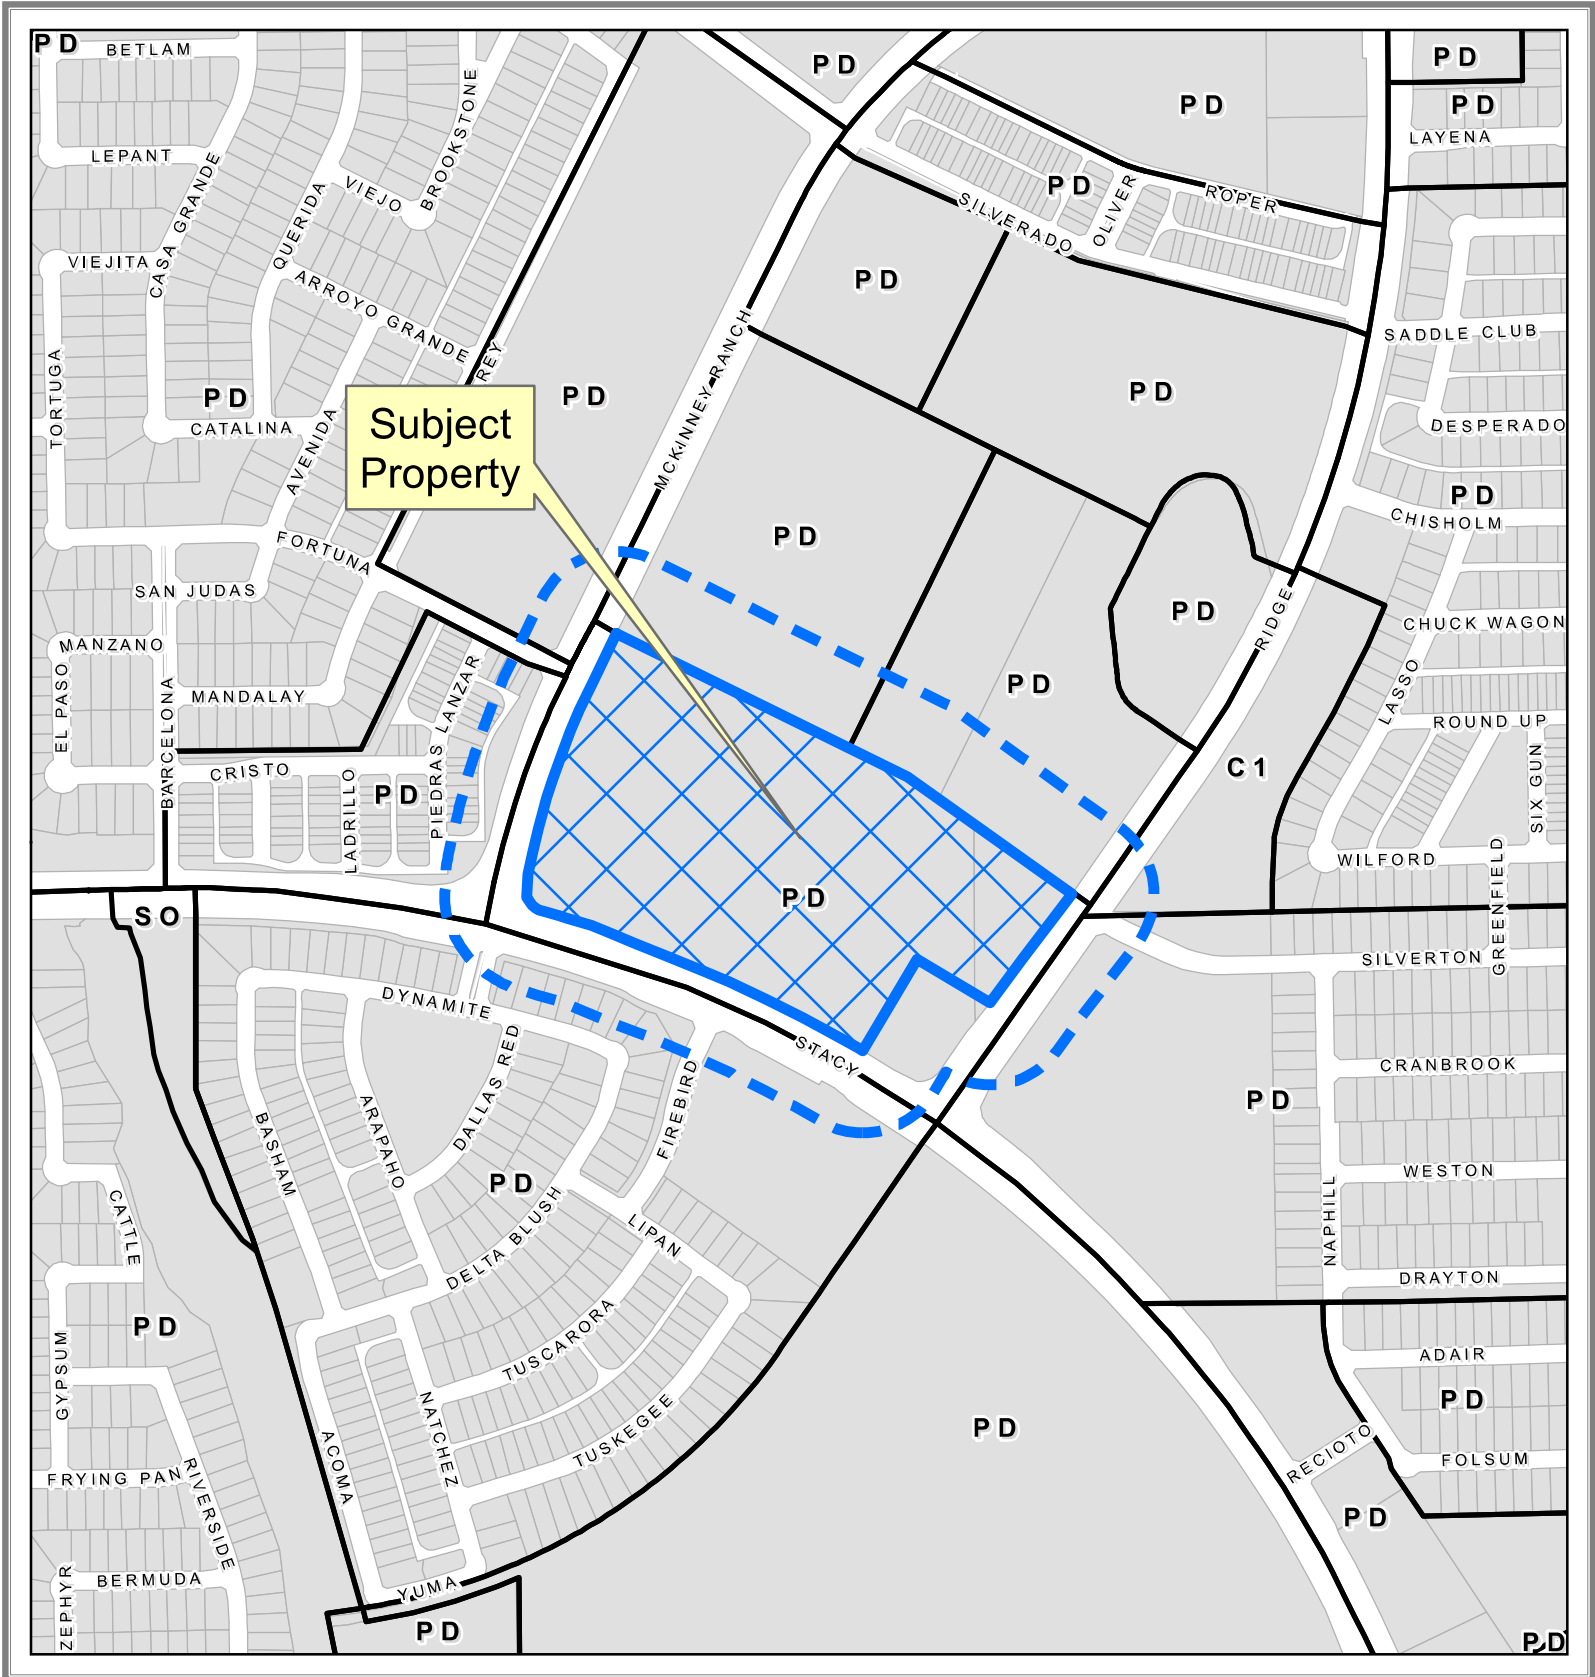 PD
BETLAM
BROOKSTONE
PD
PD
PD
PD
LAYENA
LEPANT
CASA GRANDE
VIEJO
QUERIDA
PD
OLIVER
ROPER
SILVERADO
VIEJITA
ARROYO GRANDE
PD
SADDLE CLUB
TORTUGA
REY
MCKINNEY RANCH
PD
PD
PD
Subject
Property
CATALINA
AVENIDA
DESPERADO
PD
CHISHOLM
PD
FORTUNA
SAN JUDAS
PD
RIDGE
CHUCK WAGON
MANZANO
EL PASO
BARCELONA
MANDALAY
PIEDRAS LANZAR
PD
LASSO
ROUND UP
CRISTO
LADRILLO
PD
C1
SIX GUN
WILFORD
GREENFIELD
PD
SO
SILVERTON
DYNAMITE
DALLAS RED
STACY
FIREBIRD
CRANBROOK
ARAPAHO
BASHAM
PD
PD
WESTON
CATTLE
DELTA BLUSH
LIPAN
NAPHILL
DRAYTON
PD
GYPSUM
TUSCARORA
ADAIR
NATCHEZ
PD
TUSKEGEE
PD
ACOMA
RECIOTO
FOLSUM
FRYING PAN
RIVERSIDE
PD
BERMUDA
YUMA
ZEPHYR
PD
PD